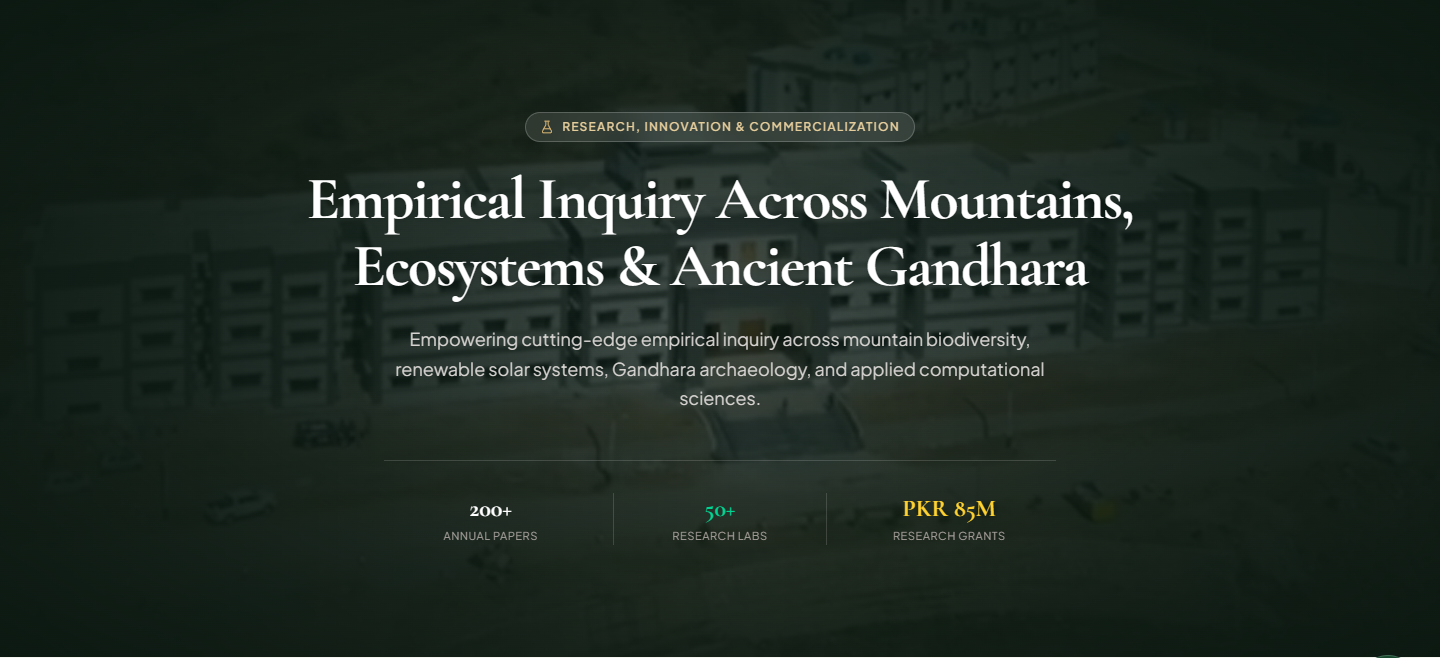 RESEARCH, INNOVATION & COMMERCIALIZATION
Empirical Inquiry Across Mountains,
Ecosystems & Ancient Gandhara
Empowering cutting-edge empirical inquiry across mountain biodiversity,
renewable solar systems, Gandhara archaeology, and applied computational
sciences.
200+
ANNUAL PAPERS
50+
RESEARCH LABS
PKR 85M
RESEARCH GRANTS